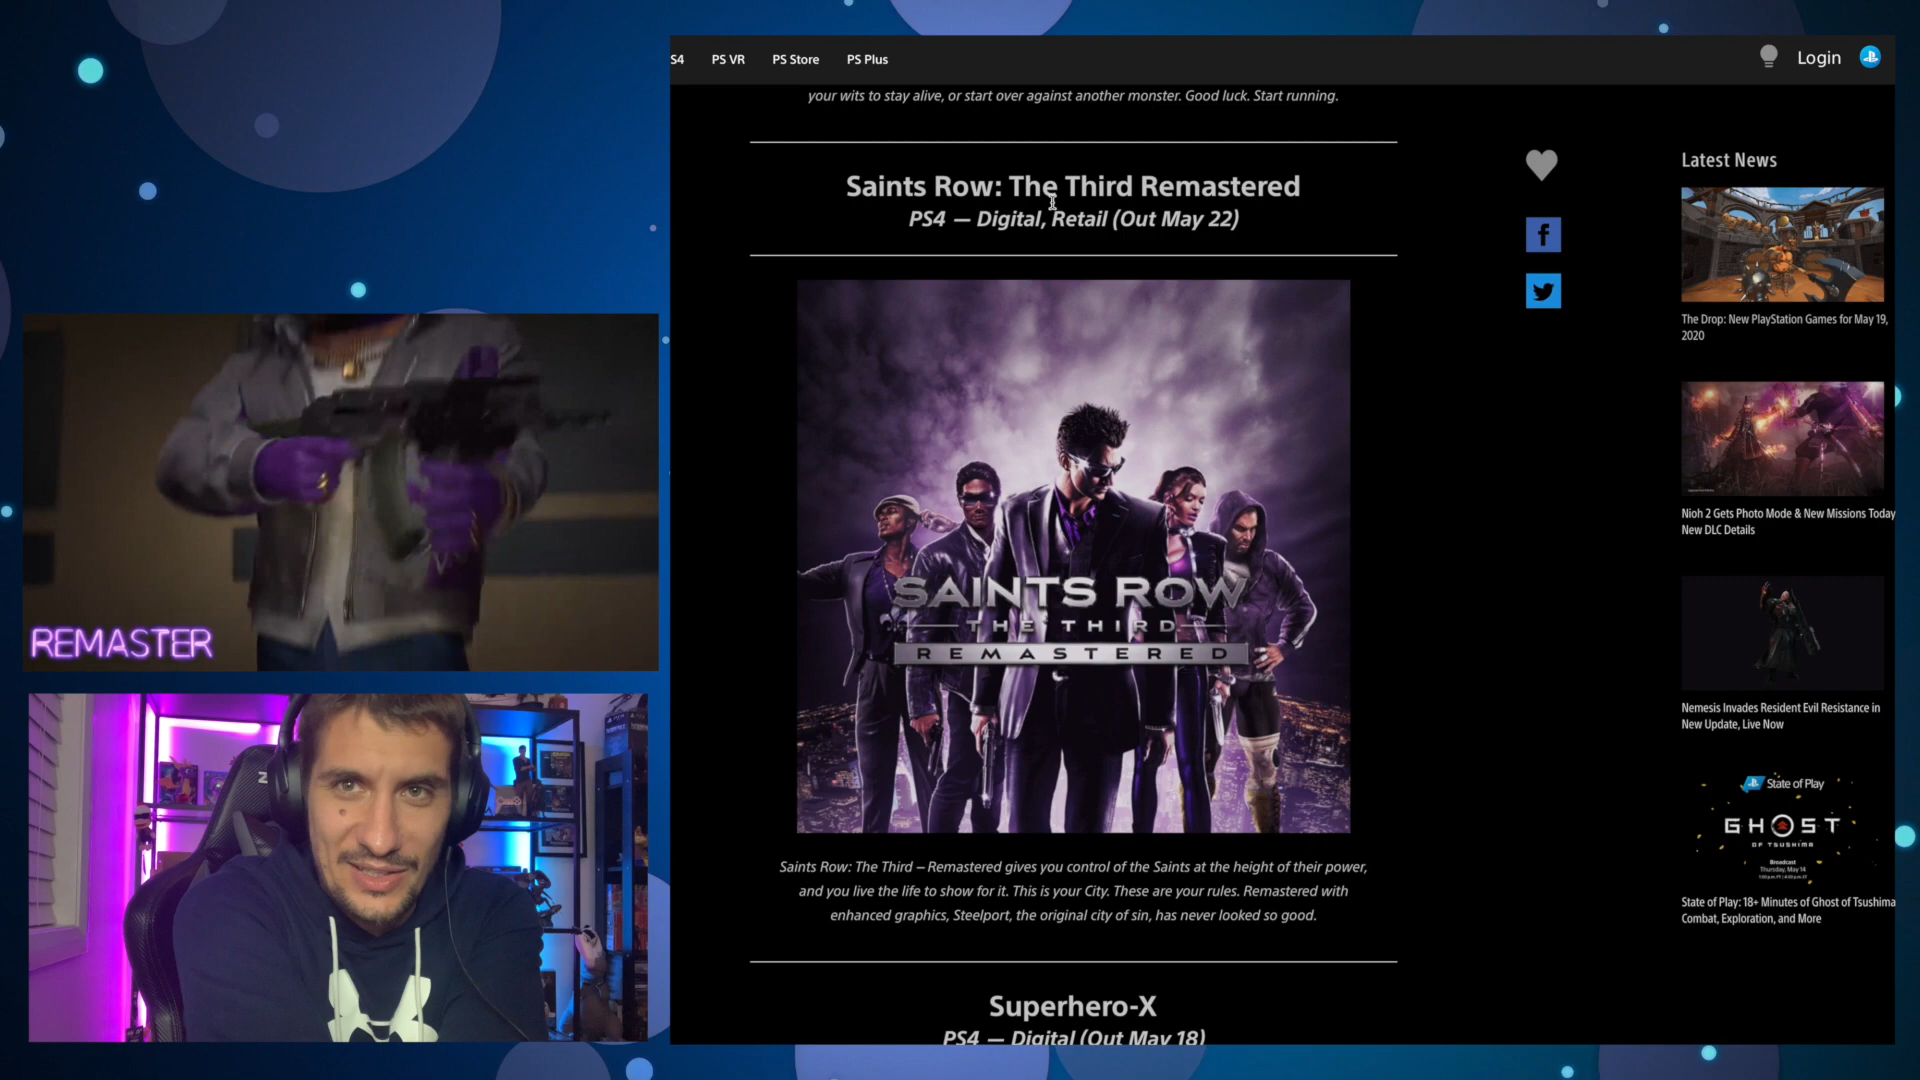 S4 PS VR PS Store PS Plus
Login
your wits to stay alive, or start over against another monster. Good luck. Start running.
Saints Row: The Third Remastered
PS4 — Digital, Retail (Out May 22)
SAINTS ROW
THE THIRD
REMASTERED
Saints Row: The Third – Remastered gives you control of the Saints at the height of their power,
and you live the life to show for it. This is your City. These are your rules. Remastered with
enhanced graphics, Steelport, the original city of sin, has never looked so good.
Superhero-X
PS4 — Digital (Out May 18)
Latest News
The Drop: New PlayStation Games for May 19,
2020
Nioh 2 Gets Photo Mode & New Missions Today
New DLC Details
Nemesis Invades Resident Evil Resistance in
New Update, Live Now
State of Play
GHOST
OF TSUSHIMA
Broadcast
Thursday, May 14
State of Play: 18+ Minutes of Ghost of Tsushima
Combat, Exploration, and More
REMASTER